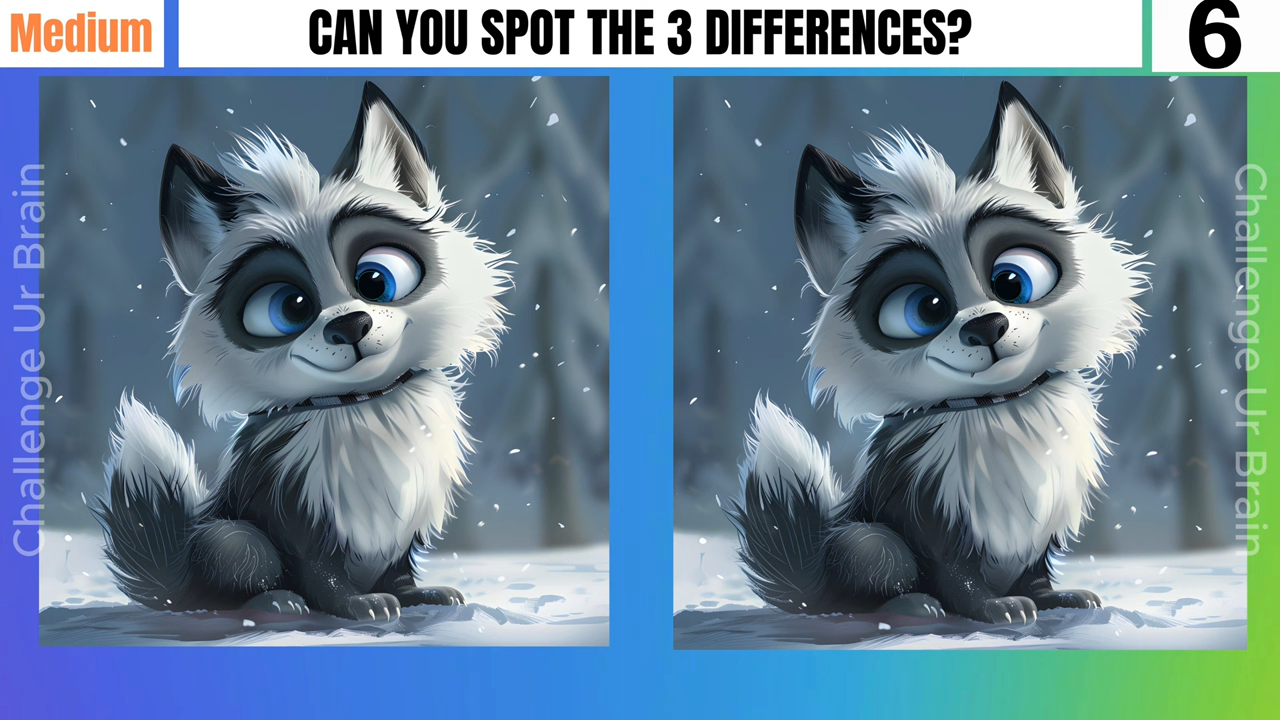 Medium
CAN YOU SPOT THE 3 DIFFERENCES?
6
Challenge Ur Brain
Challenge Ur Brain